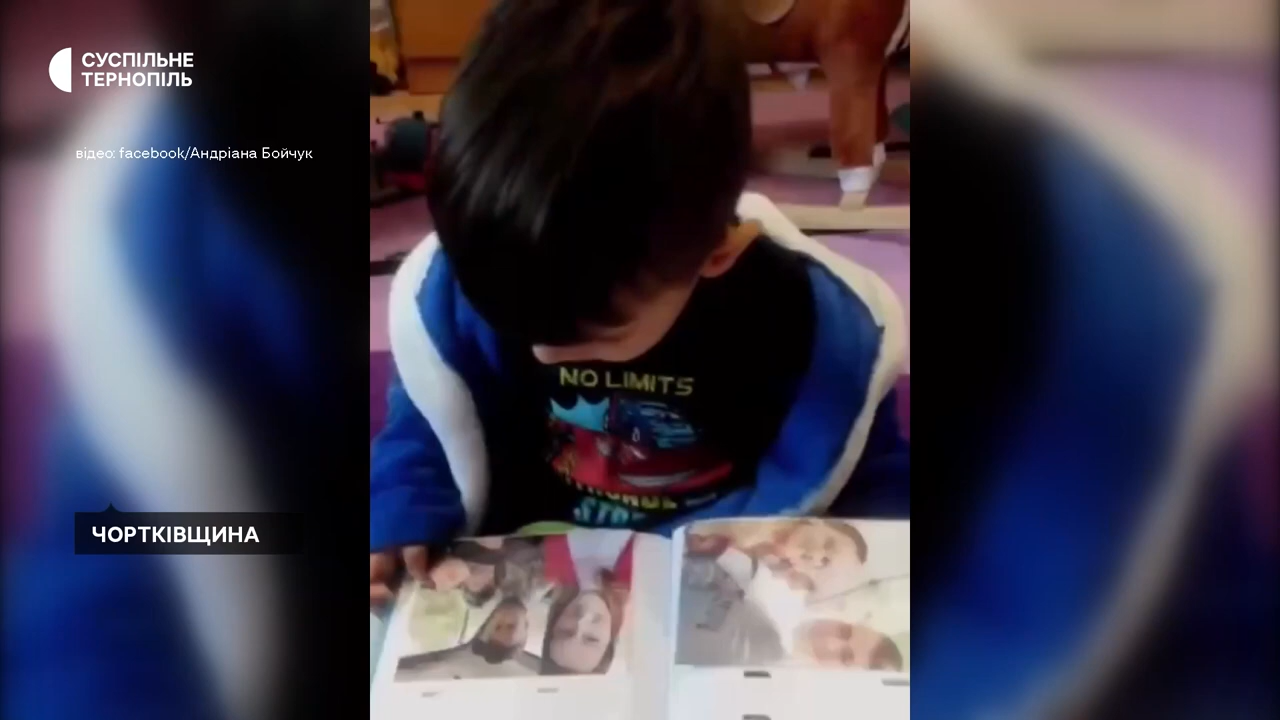 СУСПІЛЬНЕ
ТЕРНОПІЛЬ
відео: facebook/Андріана Бойчук
NO LIMITS
ЧОРТКІВЩИНА